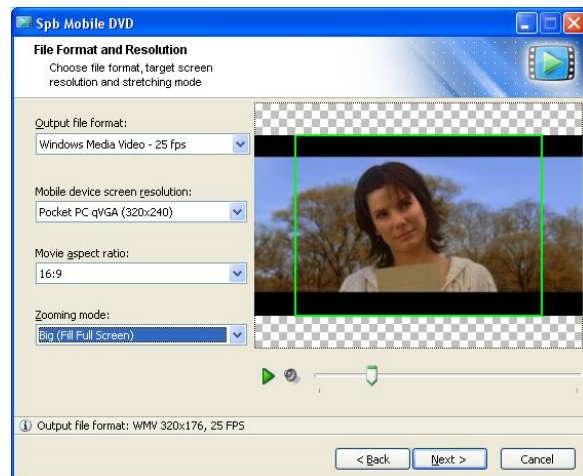 Spb Mobile DVD
File Format and Resolution
Choose file format, target screen
resolution and stretching mode
Output file format:
Windows Media Video - 25 fps
Mobile device screen resolution:
Pocket PC qVGA (320x240)
Movie aspect ratio:
16:9
Zooming mode:
Big (Fill Full Screen)
Output file format: WMV 320x176, 25 FPS
< Back
Next >
Cancel